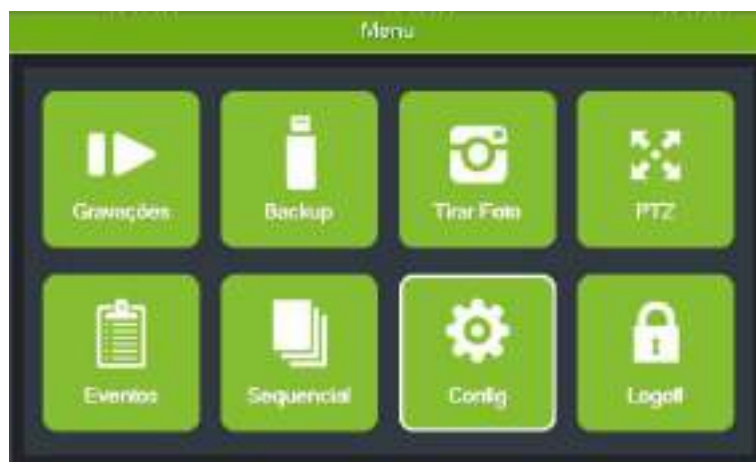 Menu
Gravações
Backup
Tirar Foto
PTZ
Eventos
Sequencial
Config
Logoff